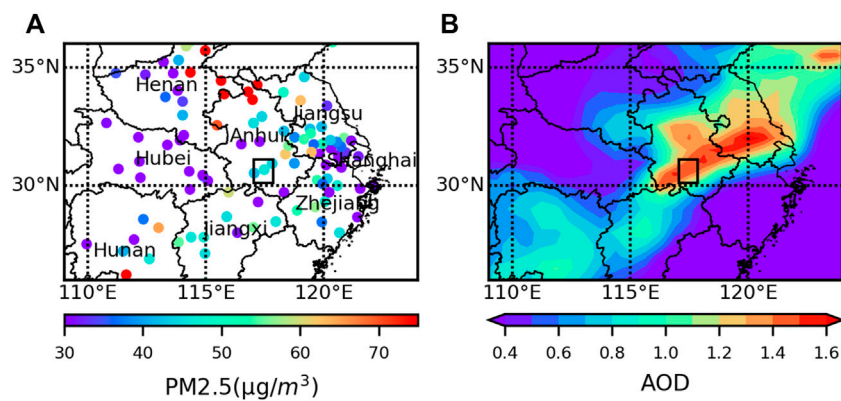 A
B
35°N
30°N
110°E
115°E
120°E
Henan
Jiangsu
Anhui
Hubei
Shanghai
Zhejiang
Jiangxi
Hunan
30
40
50
60
70
PM2.5(μg/m³)
35°N
30°N
110°E
115°E
120°E
0.4
0.6
0.8
1.0
1.2
1.4
1.6
AOD